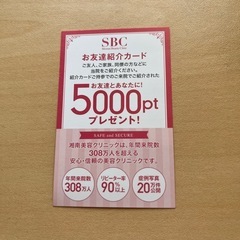 SBC
お友達紹介カード
ご友人、ご家族、同僚の方などに
当院をご紹介ください。
紹介カードご持参でのご来院でご紹介された
お友達とあなたに!
5000pt
プレゼント!
SAFE and SECURE
湘南美容クリニックは、年間来院数
308万人を超える
安心・信頼の美容クリニックです。
年間来院数
308万人
リピーター率
90%以上
症例写真
20万件
公開